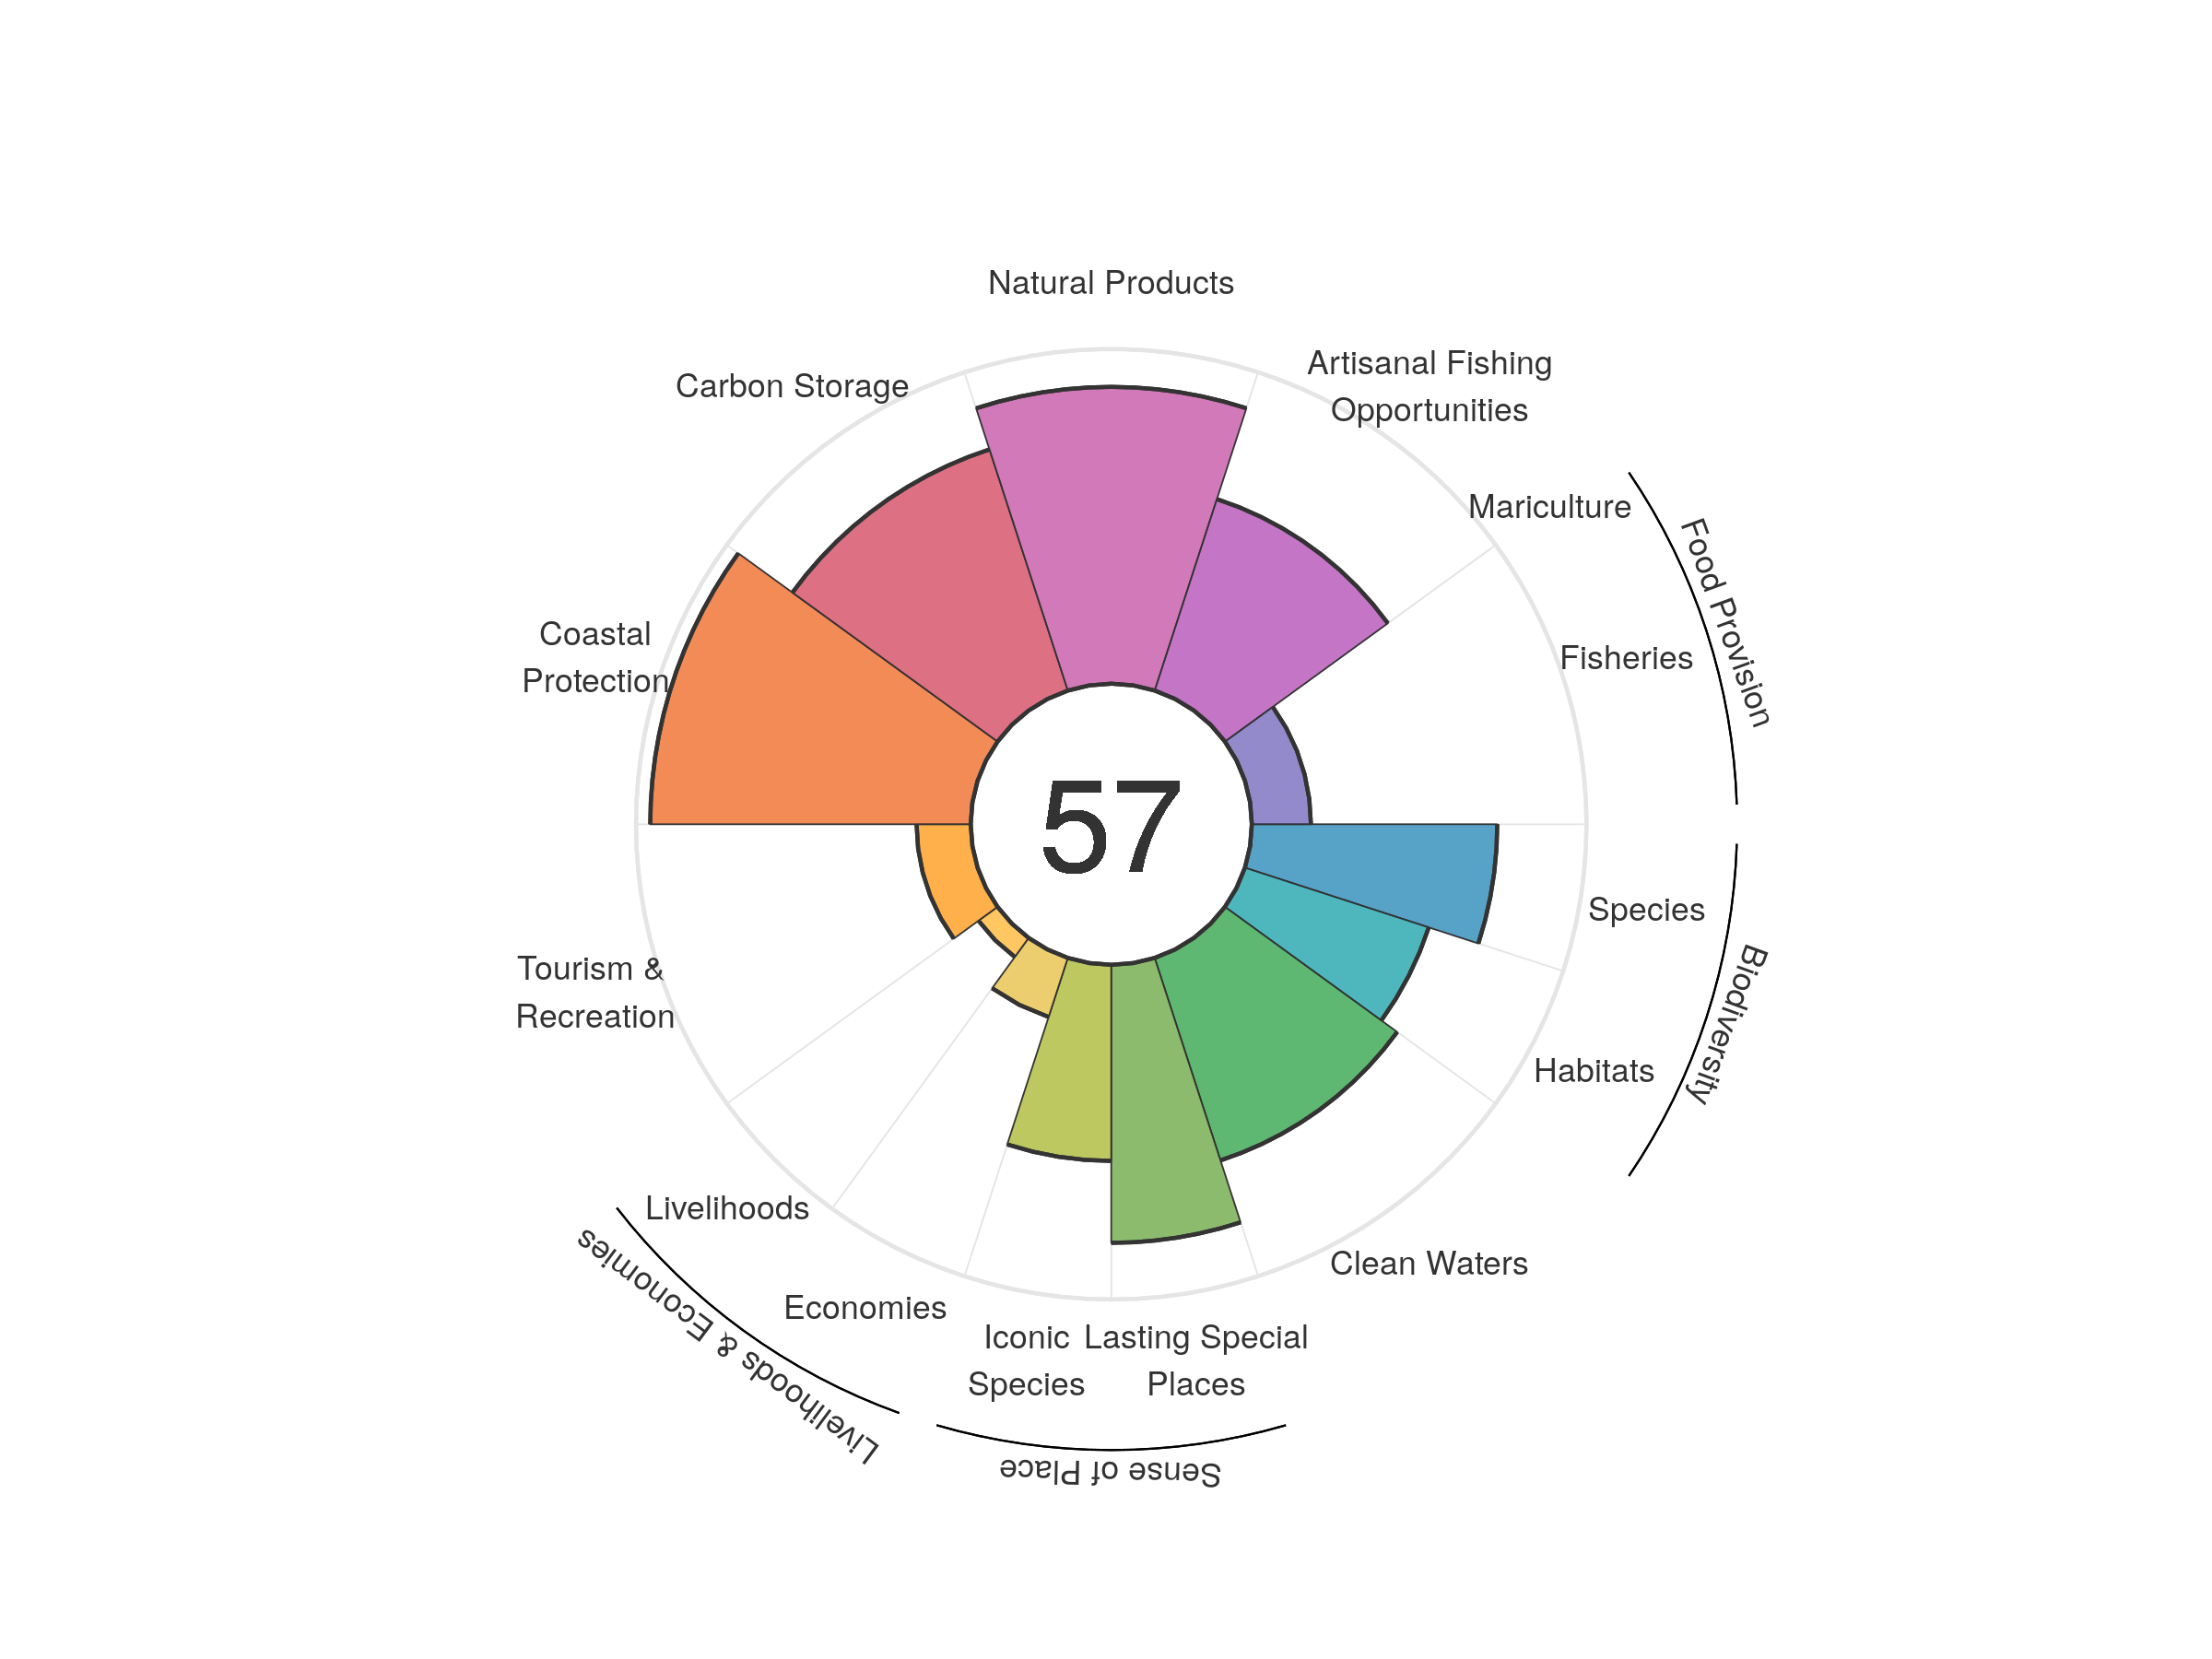 Natural Products
Artisanal Fishing
Opportunities
Carbon Storage
Mariculture
Food Provision
Fisheries
Coastal
Protection
57
Species
Biodiversity
Habitats
Tourism &
Recreation
Livelihoods
Livelihoods & Economies
Economies
Clean Waters
Iconic
Species
Lasting Special
Places
Sense of Place